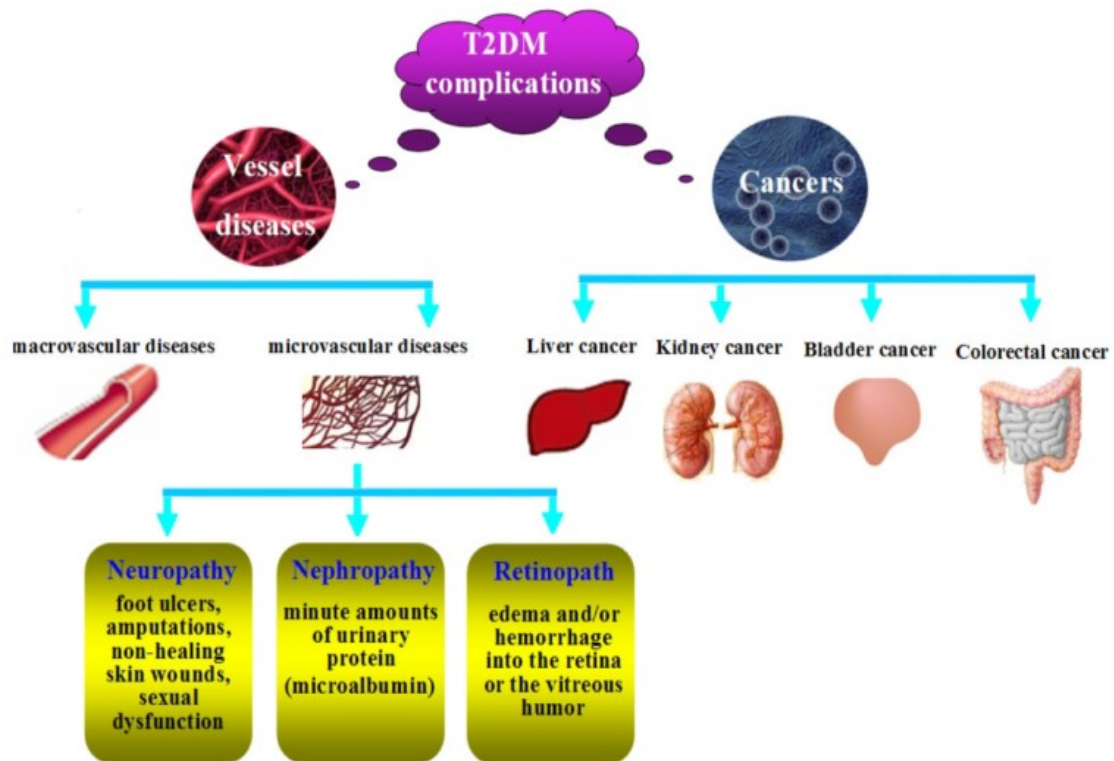 T2DM
complications
Vessel
diseases
Cancers
macrovascular diseases
microvascular diseases
Liver cancer
Kidney cancer
Bladder cancer
Colorectal cancer
Neuropathy
foot ulcers,
amputations,
non-healing
skin wounds,
sexual
dysfunction
Nephropathy
minute amounts
of urinary
protein
(microalbumin)
Retinopath
edema and/or
hemorrhage
into the retina
or the vitreous
humor